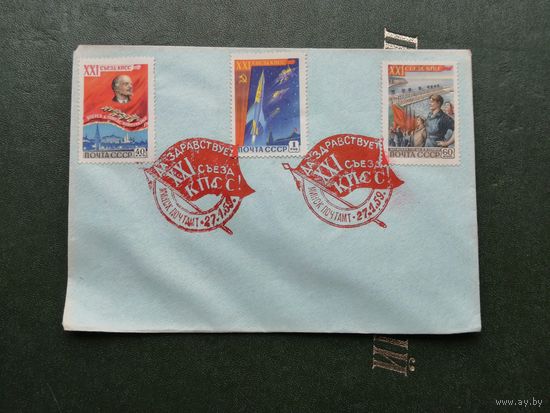 XXI СЪЕЗД КПСС
40
ПОЧТА СССР
XXI СЪЕЗД КПСС
1
ПОЧТА СССР
XXI СЪЕЗД КПСС
ПОЧТА СССР 60
ДА ЗДРАВСТВУЕТ
XXI СЪЕЗД
КПСС!
МИНСК ПОЧТАМТ • 27.1.59.
ДА ЗДРАВСТВУЕТ
XXI СЪЕЗД
КПСС!
МИНСК ПОЧТАМТ • 27.1.59.
www.ay.by